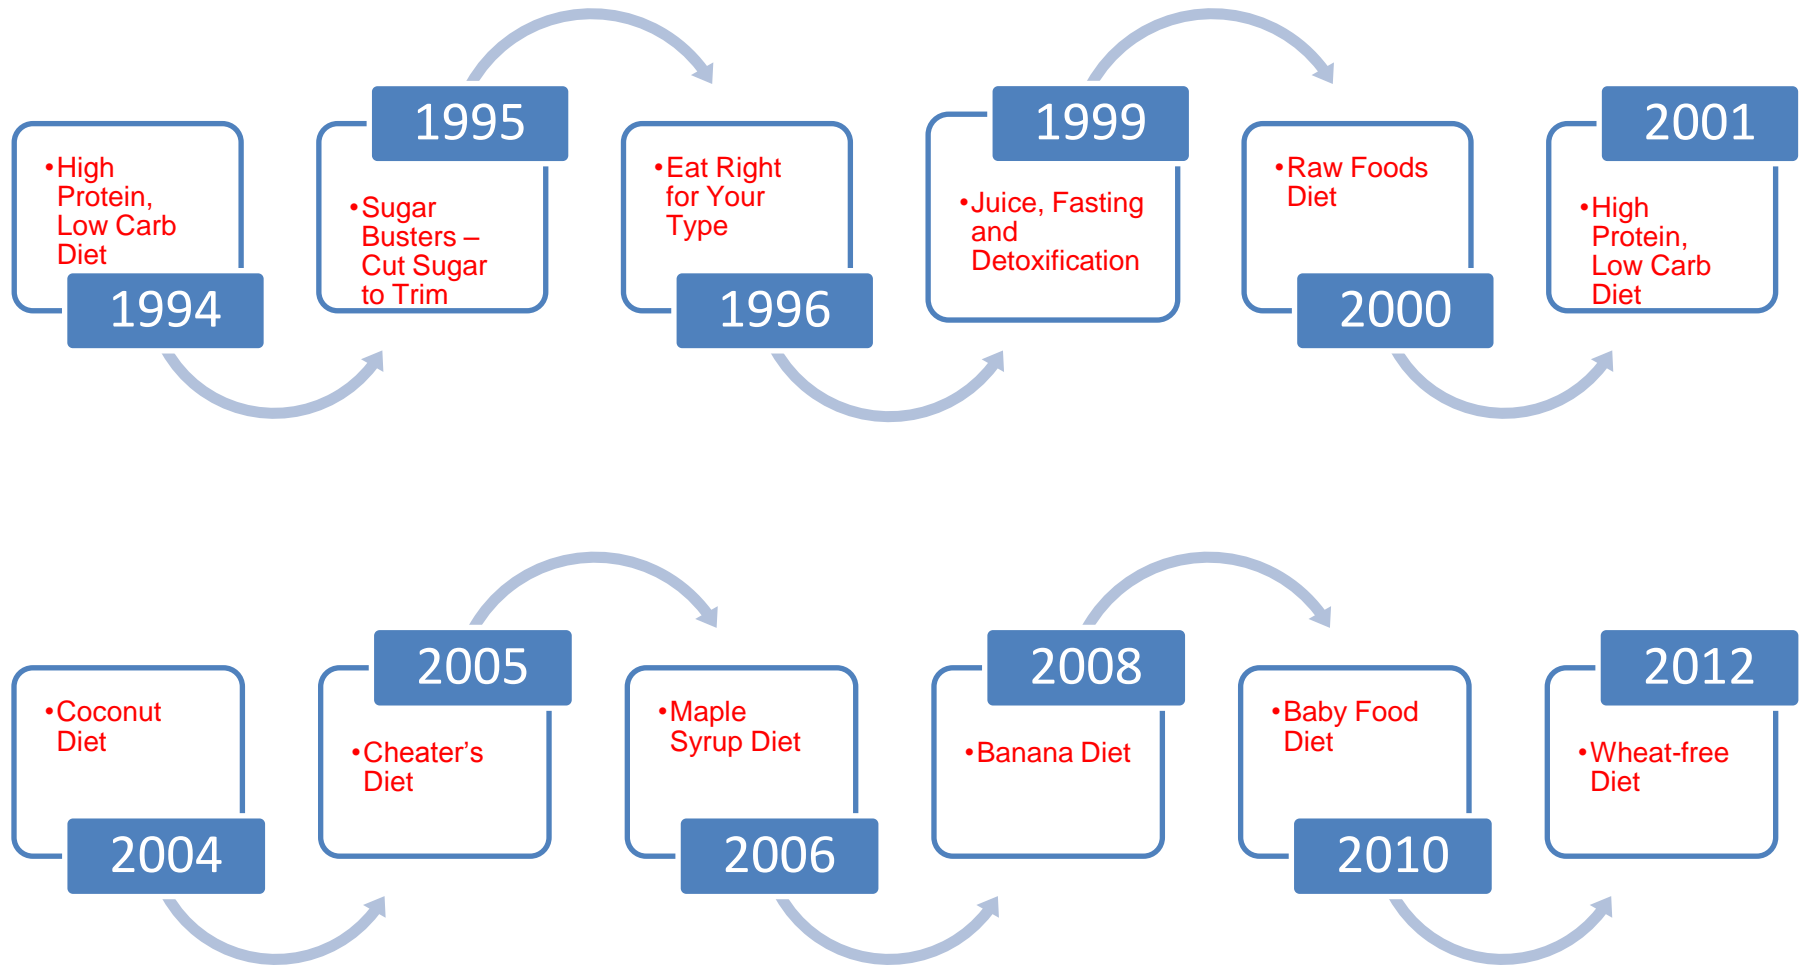 •High
Protein,
Low Carb
Diet
1994
1995
•Sugar
Busters –
Cut Sugar
to Trim
•Eat Right
for Your
Type
1996
1999
•Juice, Fasting
and
Detoxification
•Raw Foods
Diet
2000
2001
•High
Protein,
Low Carb
Diet
•Coconut
Diet
2004
2005
•Cheater’s
Diet
•Maple
Syrup Diet
2006
2008
•Banana Diet
•Baby Food
Diet
2010
2012
•Wheat-free
Diet